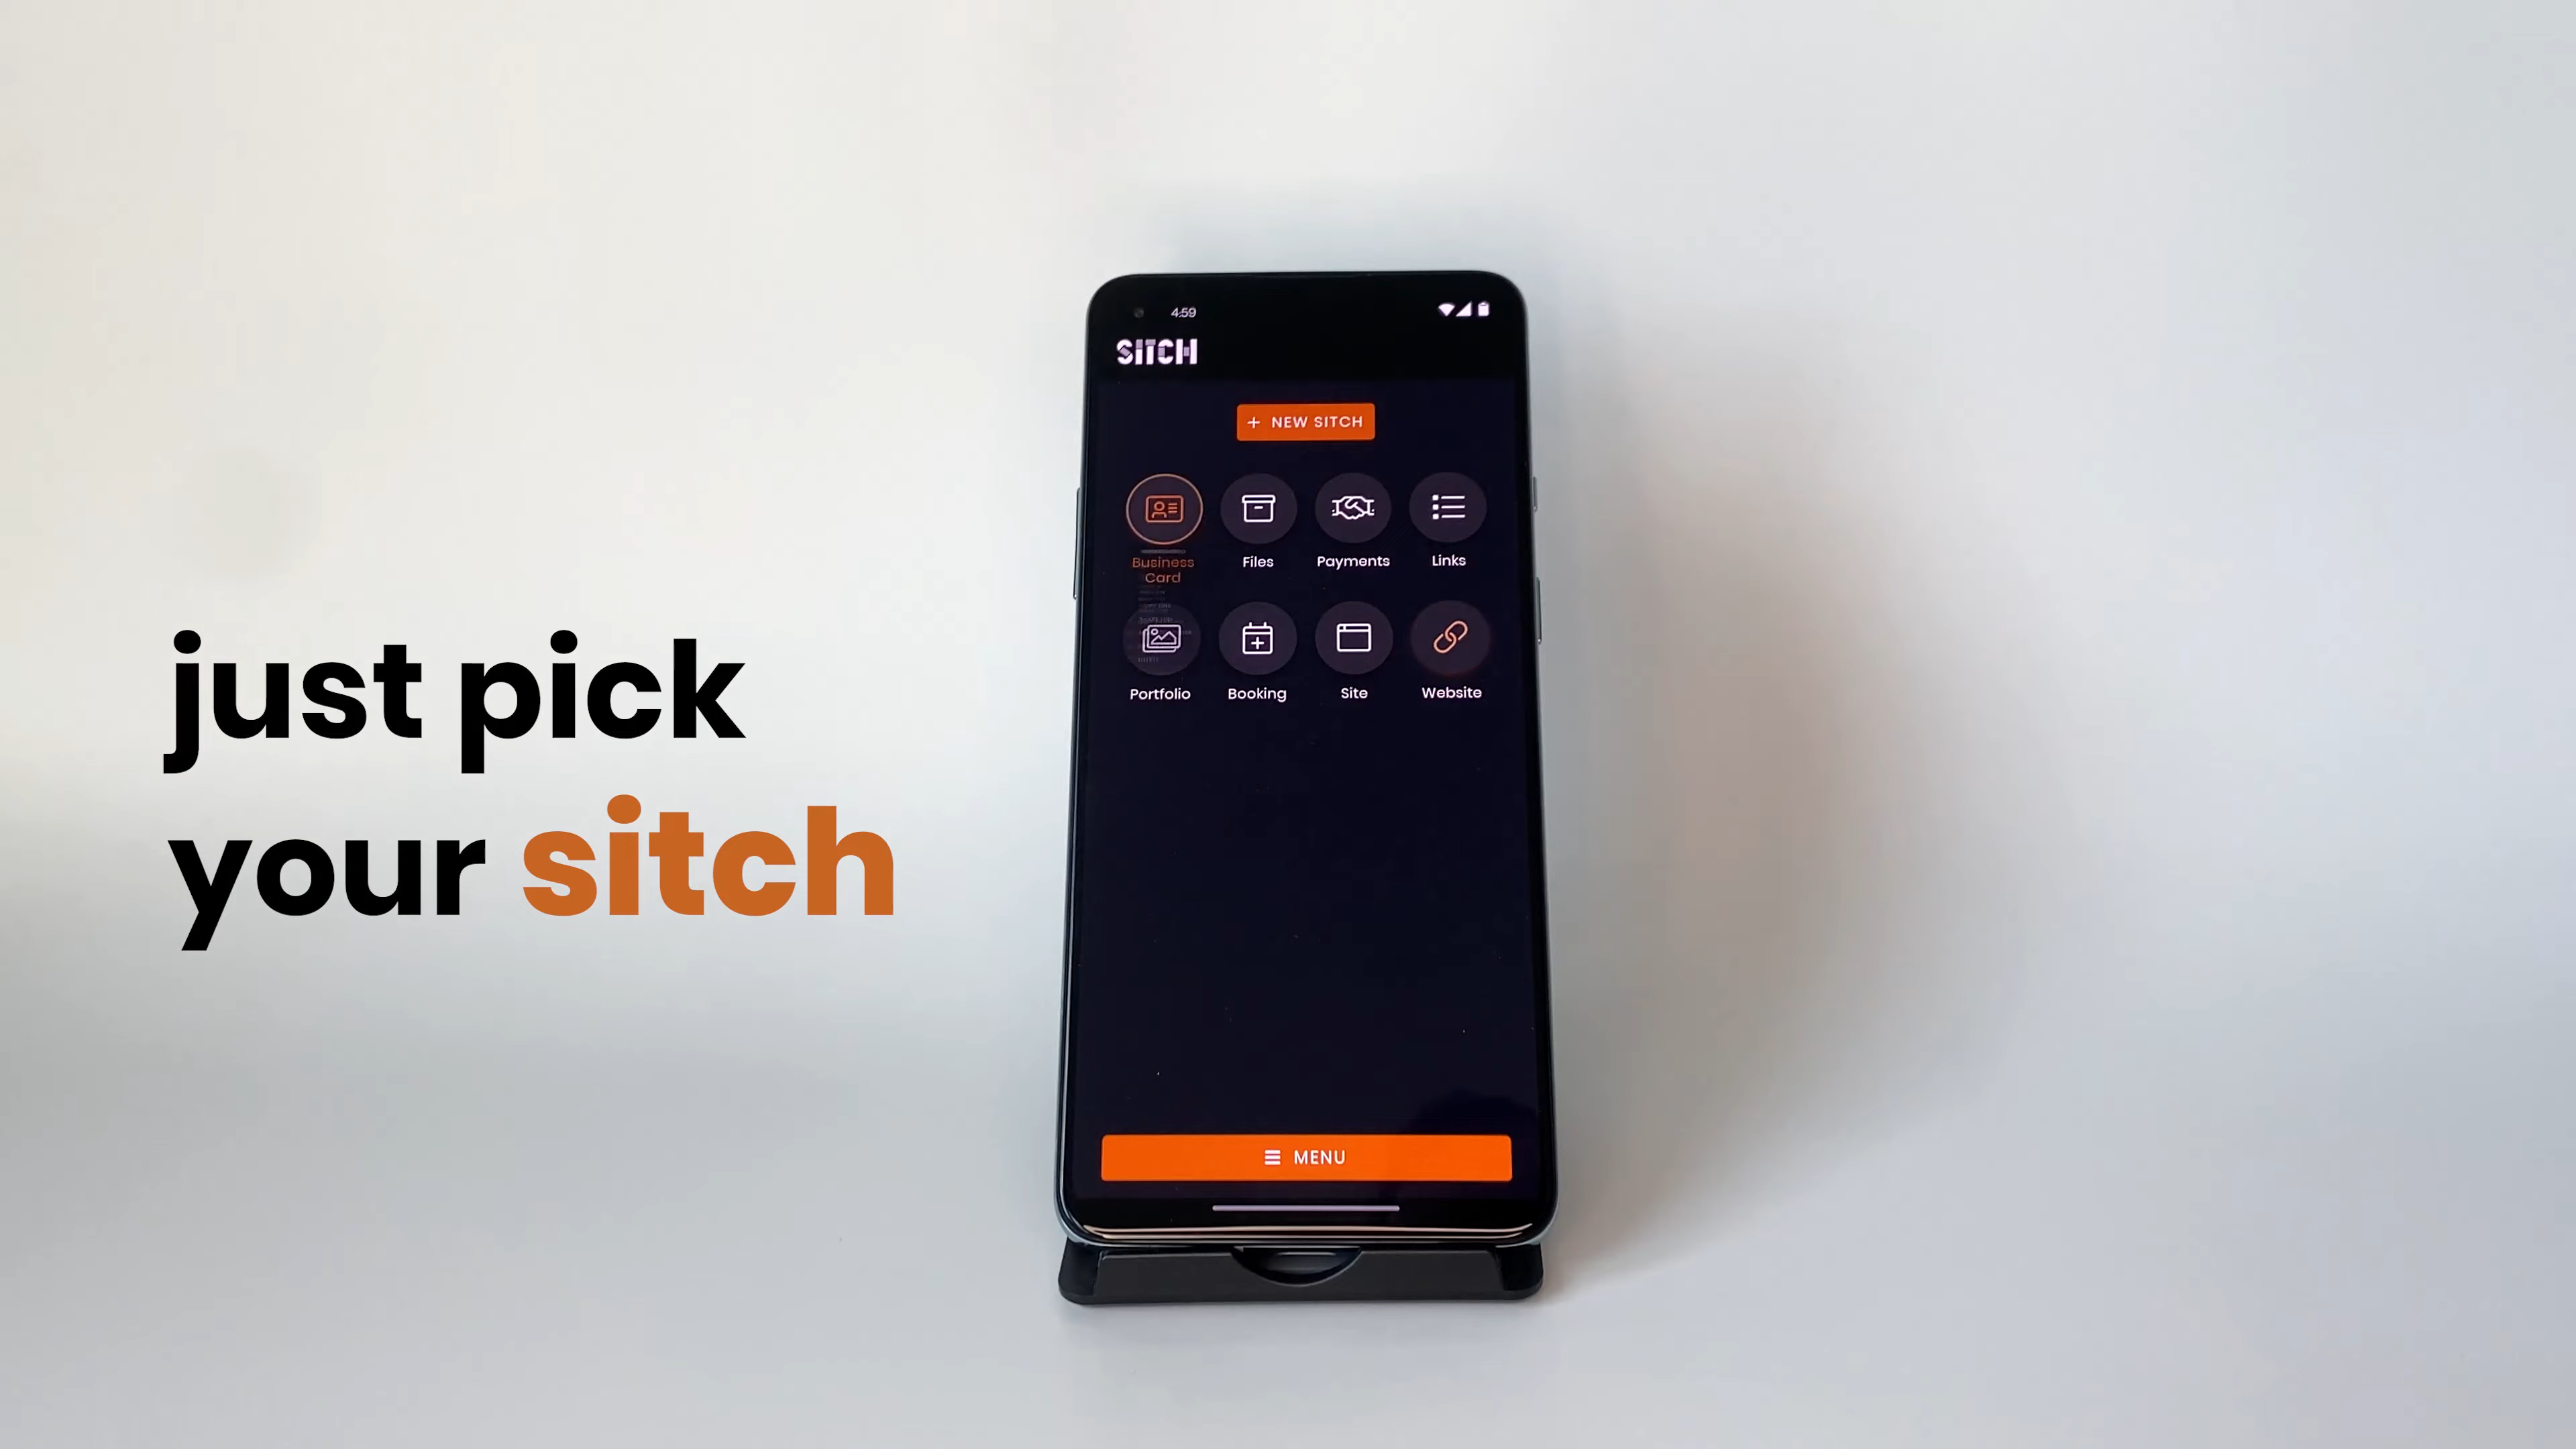 just pick
your sitch
4:59
SITCH
+ NEW SITCH
Business
Card
Files
Payments
Links
Portfolio
Booking
Site
Website
MENU